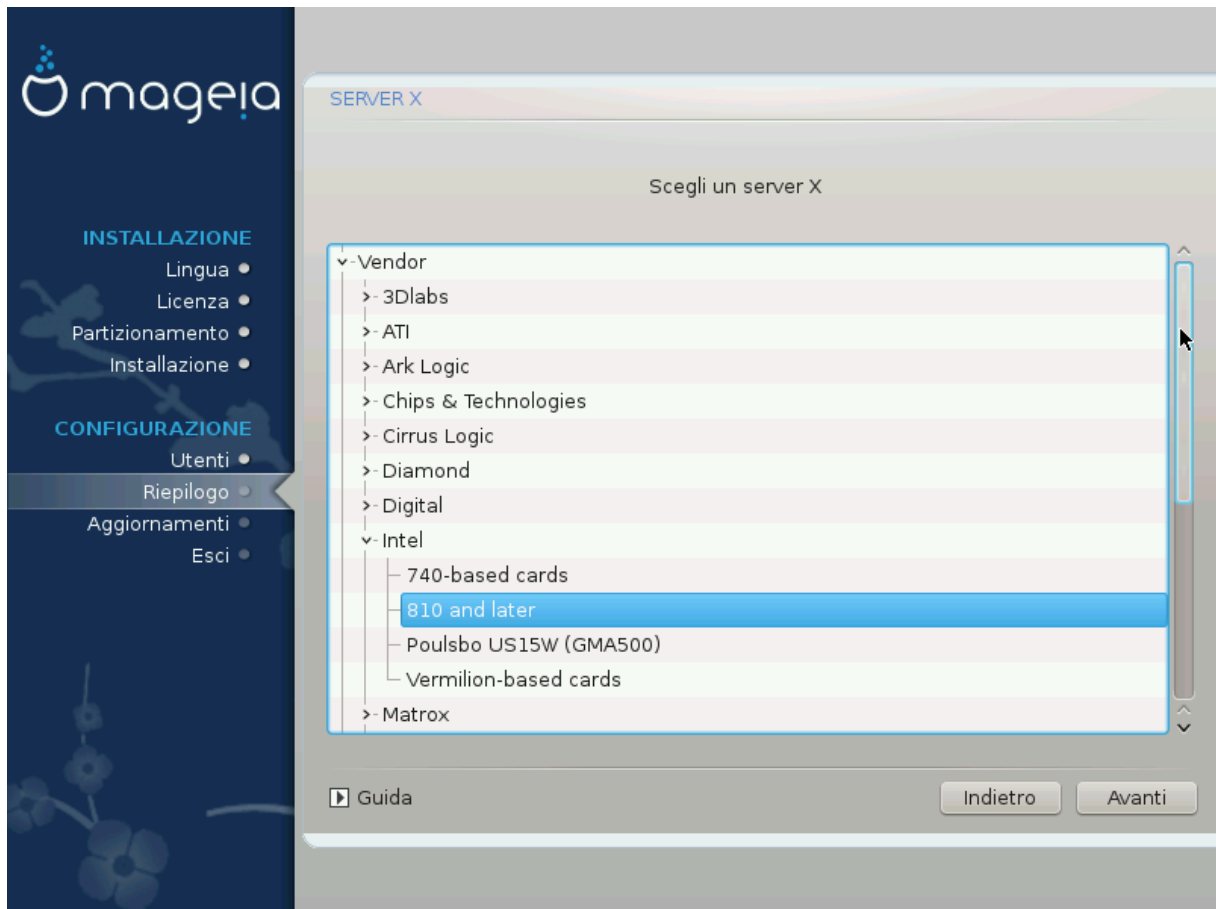 mageia
INSTALLAZIONE
Lingua
Licenza
Partizionamento
Installazione
CONFIGURAZIONE
Utenti
Riepilogo
Aggiornamenti
Esci
SERVER X
Scegli un server X
Vendor
3Dlabs
ATI
Ark Logic
Chips & Technologies
Cirrus Logic
Diamond
Digital
Intel
740-based cards
810 and later
Poulsbo US15W (GMA500)
Vermilion-based cards
Matrox
Guida
Indietro
Avanti